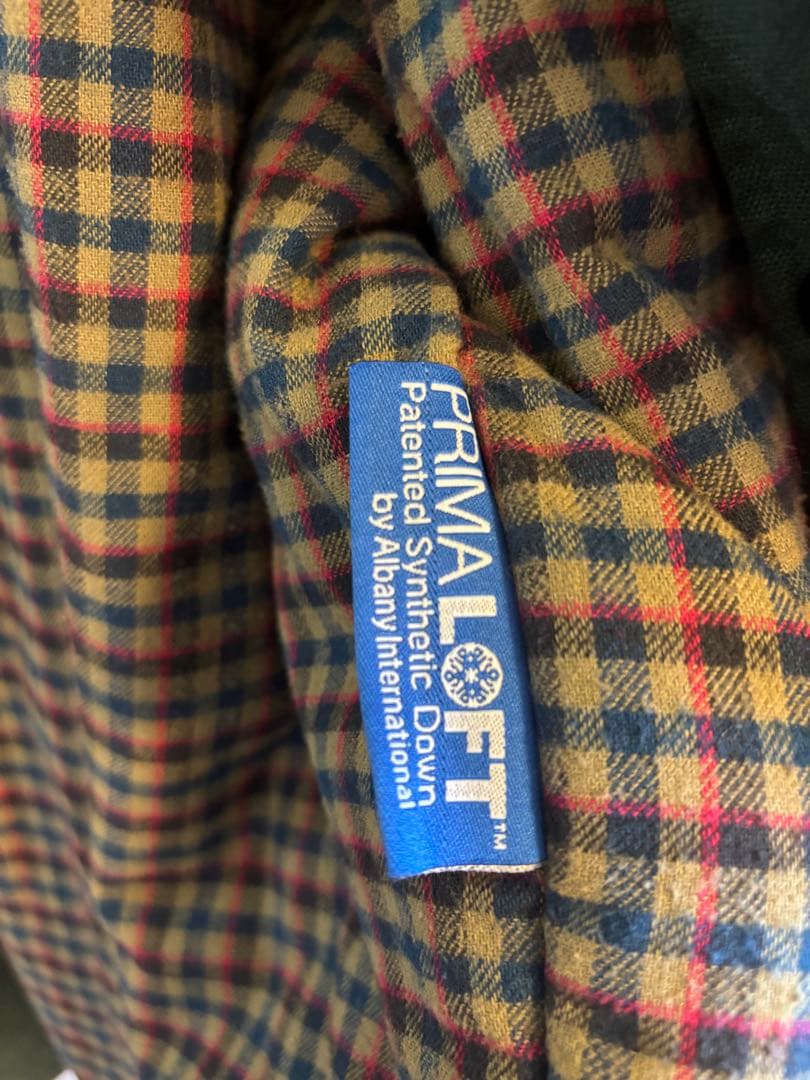 PRIMALOFT™
Patented Synthetic Down
by Albany International